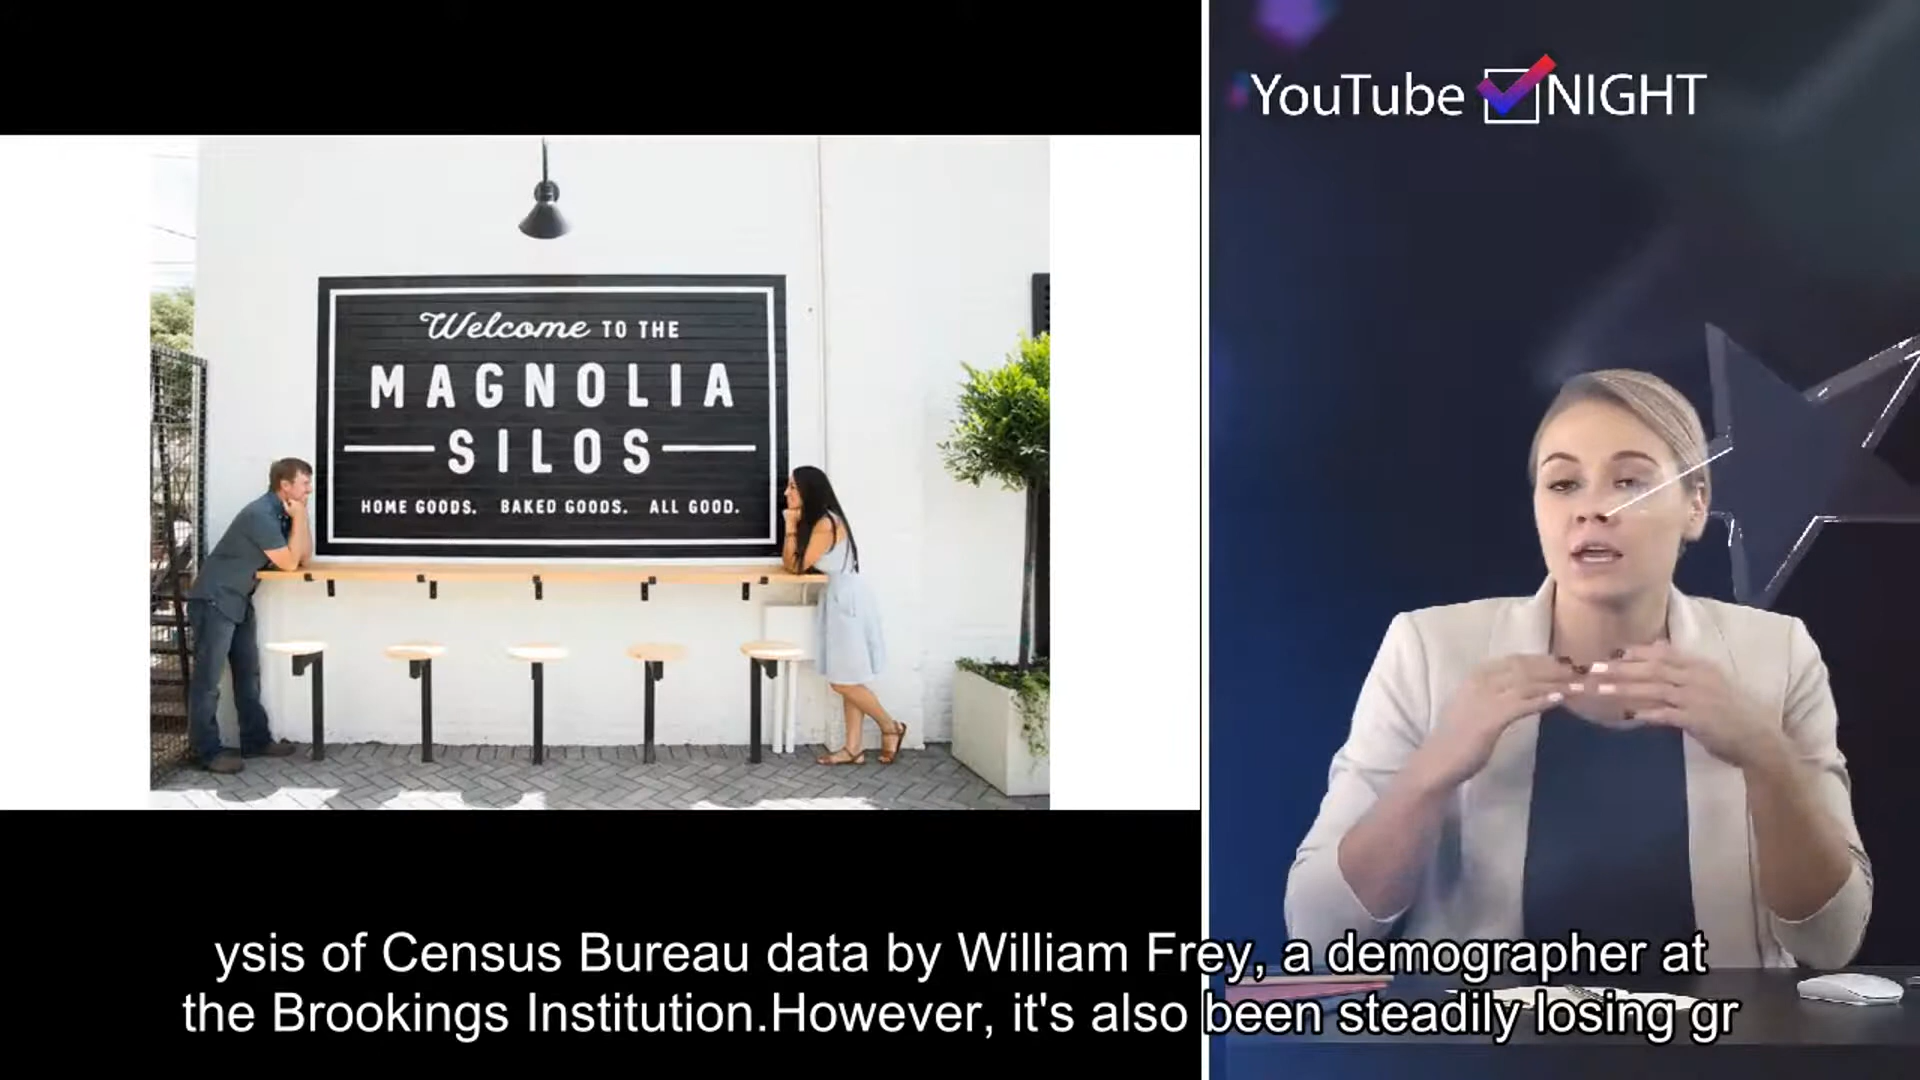 YouTube NIGHT
Welcome TO THE
MAGNOLIA
SILOS
HOME GOODS. BAKED GOODS. ALL GOOD.
ysis of Census Bureau data by William Frey, a demographer at
the Brookings Institution.However, it's also been steadily losing gr